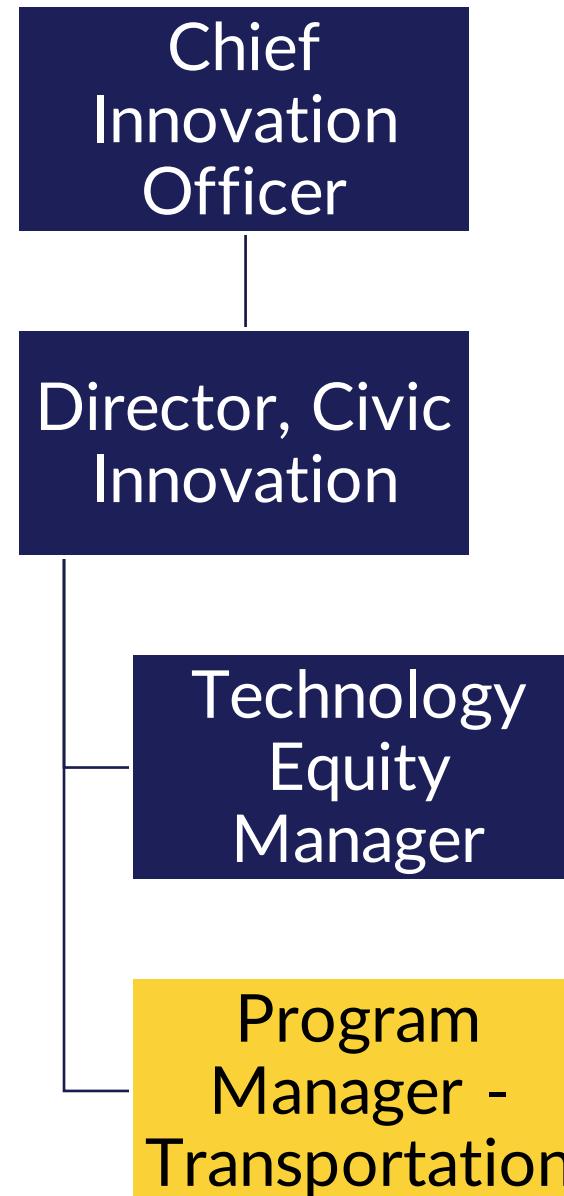 Chief
Innovation
Officer
Director, Civic
Innovation
Technology
Equity
Manager
Program
Manager -
Transportation